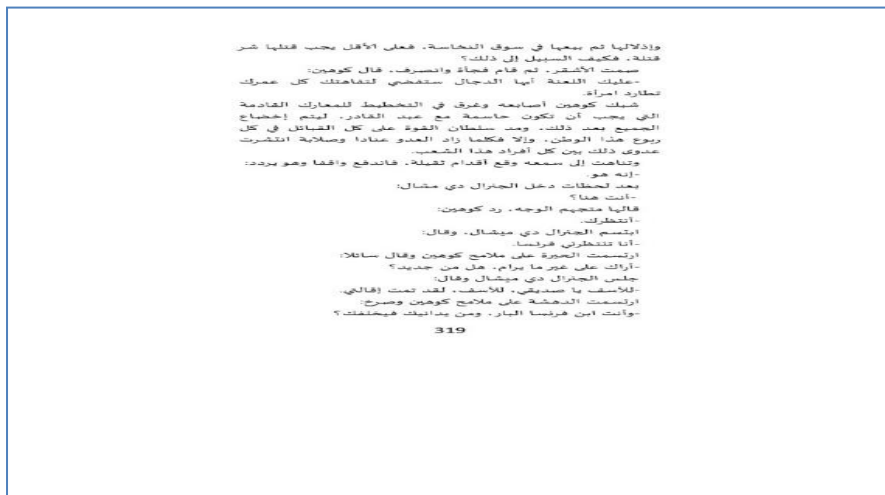 وإذلالها ثم بيعها في سوق النخاسة، فعلى الأقل يجب قتلها شر
قتلة، فكيف السبيل إلى ذلك؟
صمت الأشقر، ثم قام فجأة وانصرف، قال كوهين:
-عليك اللعنة أيها الدجال ستفضي لتفاهتك كل عمرك
تطارد امرأة.
شبك كوهين أصابعه وغرق في التخطيط للمعارك القادمة
التي يجب أن تكون حاسمة مع عبد القادر، ليتم إخضاع
الجميع بعد ذلك، ومد سلطان القوة على كل القبائل في كل
ربوع هذا الوطن، وإلا فكلما زاد العدو عنادا وصلابة انتشرت
عدوى ذلك بين كل أفراد هذا الشعب.
وتناهت إلى سمعه وقع أقدام ثقيلة، فاندفع واقفا وهو يردد:
-إنه هو.
بعد لحظات دخل الجنرال دي مشال:
-أنت هنا؟
قالها متجهم الوجه، رد كوهين:
-أنتظرك.
ابتسم الجنرال دي ميشال، وقال:
-أنا تنتظرني فرنسا.
ارتسمت الحيرة على ملامح كوهين وقال سائلا:
-أراك على غير ما يرام، هل من جديد؟
جلس الجنرال دي ميشال وقال:
-للأسف يا صديقي، للأسف، لقد تمت إقالتي.
ارتسمت الدهشة على ملامح كوهين وصرخ:
-وأنت ابن فرنسا البار، ومن يدانيك فيخلفك؟
319